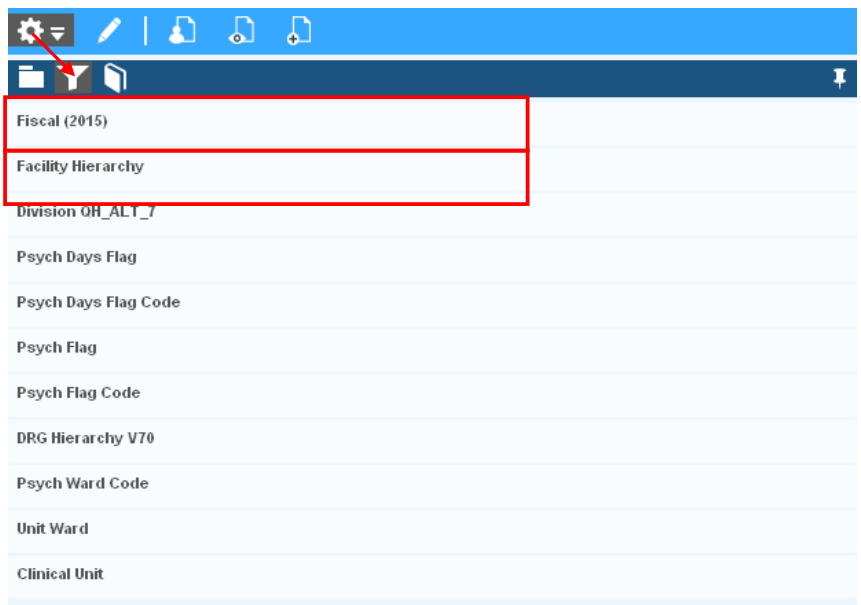 Fiscal (2015)
Facility Hierarchy
Division QH_ALT_7
Psych Days Flag
Psych Days Flag Code
Psych Flag
Psych Flag Code
DRG Hierarchy V70
Psych Ward Code
Unit Ward
Clinical Unit